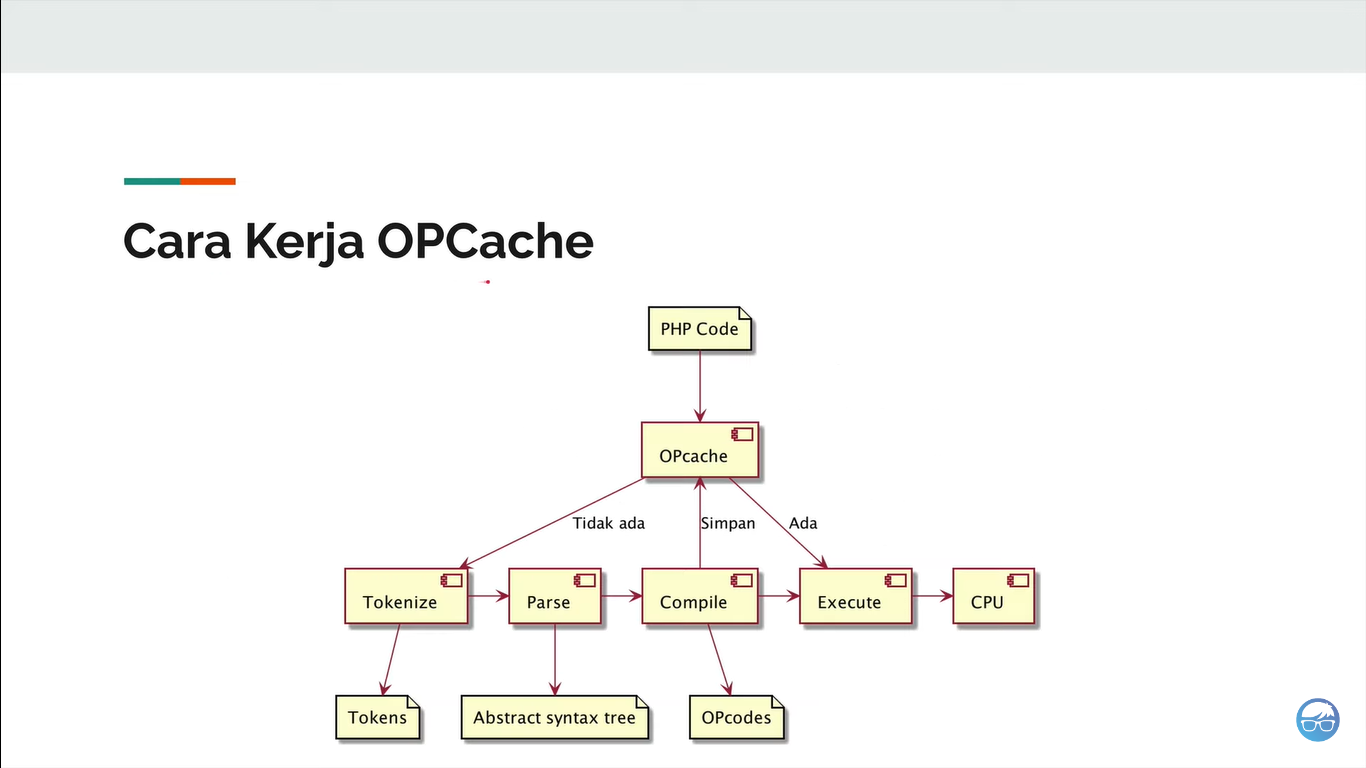 Cara Kerja OPCache
PHP Code
OPcache
Tidak ada
Simpan
Ada
Tokenize
Parse
Compile
Execute
CPU
Tokens
Abstract syntax tree
OPcodes